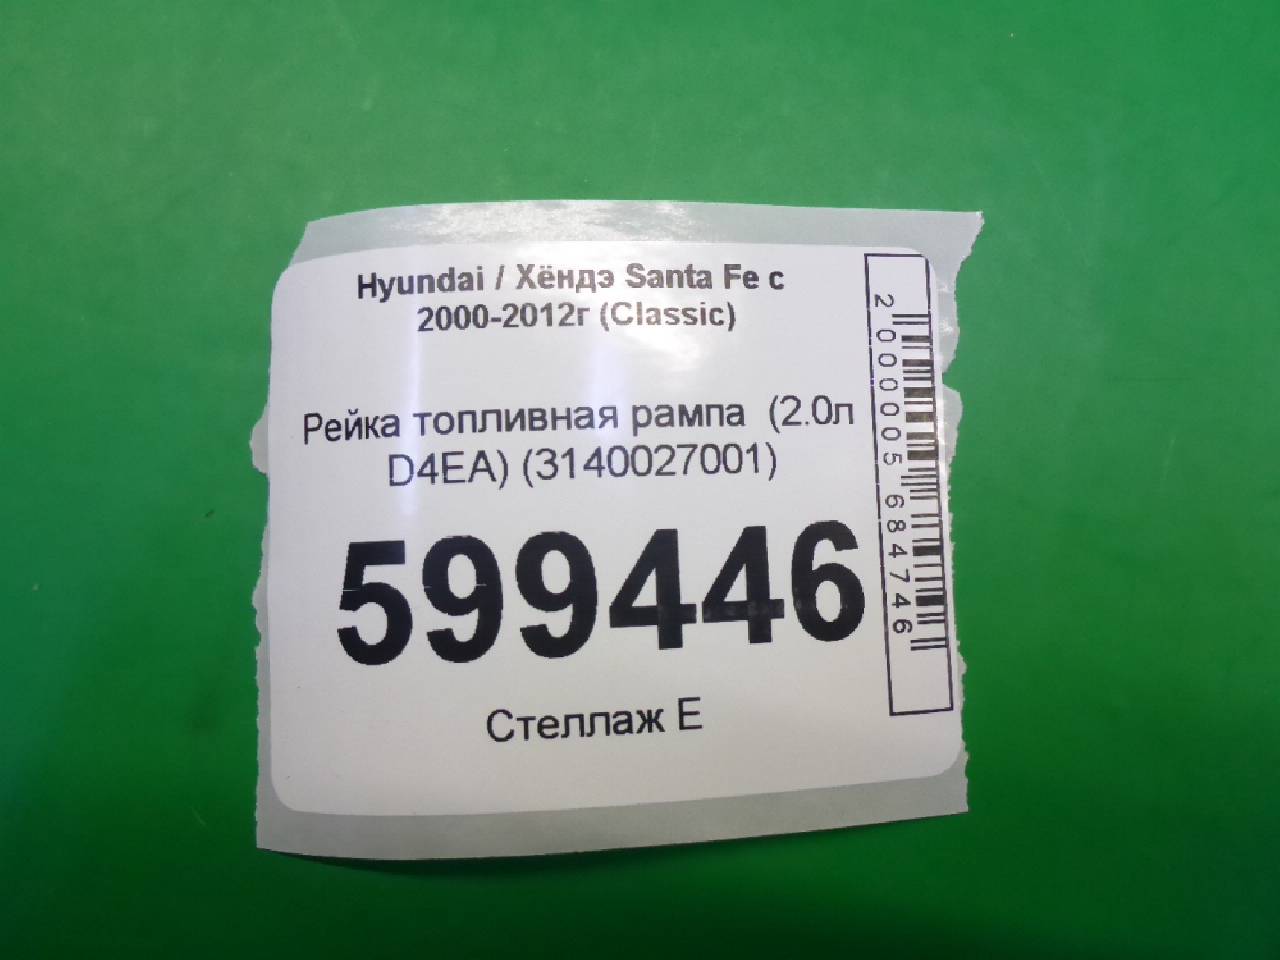 Hyundai / Хёндэ Santa Fe с
2000-2012г (Classic)
Рейка топливная рампа (2.0л
D4EA) (3140027001)
599446
Стеллаж E
2000005684746